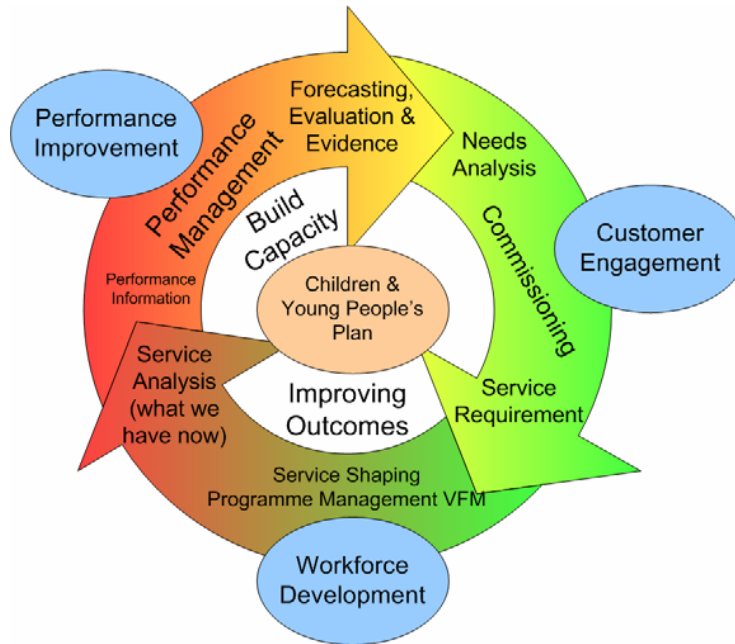 Performance
Improvement
Forecasting,
Evaluation &
Evidence
Performance
Management
Performance
Information
Build
Capacity
Needs
Analysis
Commissioning
Customer
Engagement
Children &
Young People's
Plan
Service
Requirement
Service
Analysis
(what we
have now)
Improving
Outcomes
Service Shaping
Programme Management VFM
Workforce
Development